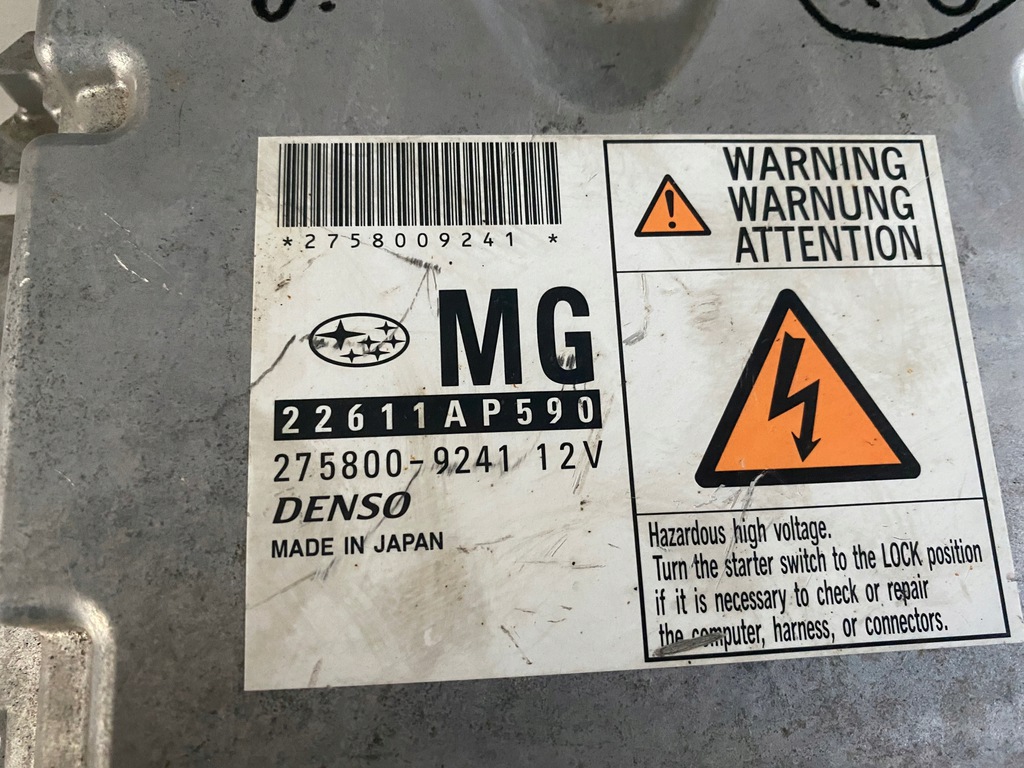 *2758009241 *
MG
22611AP590
275800-9241 12V
DENSO
MADE IN JAPAN
WARNING
WARNUNG
ATTENTION
Hazardous high voltage.
Turn the starter switch to the LOCK position
if it is necessary to check or repair
the computer, harness, or connectors.